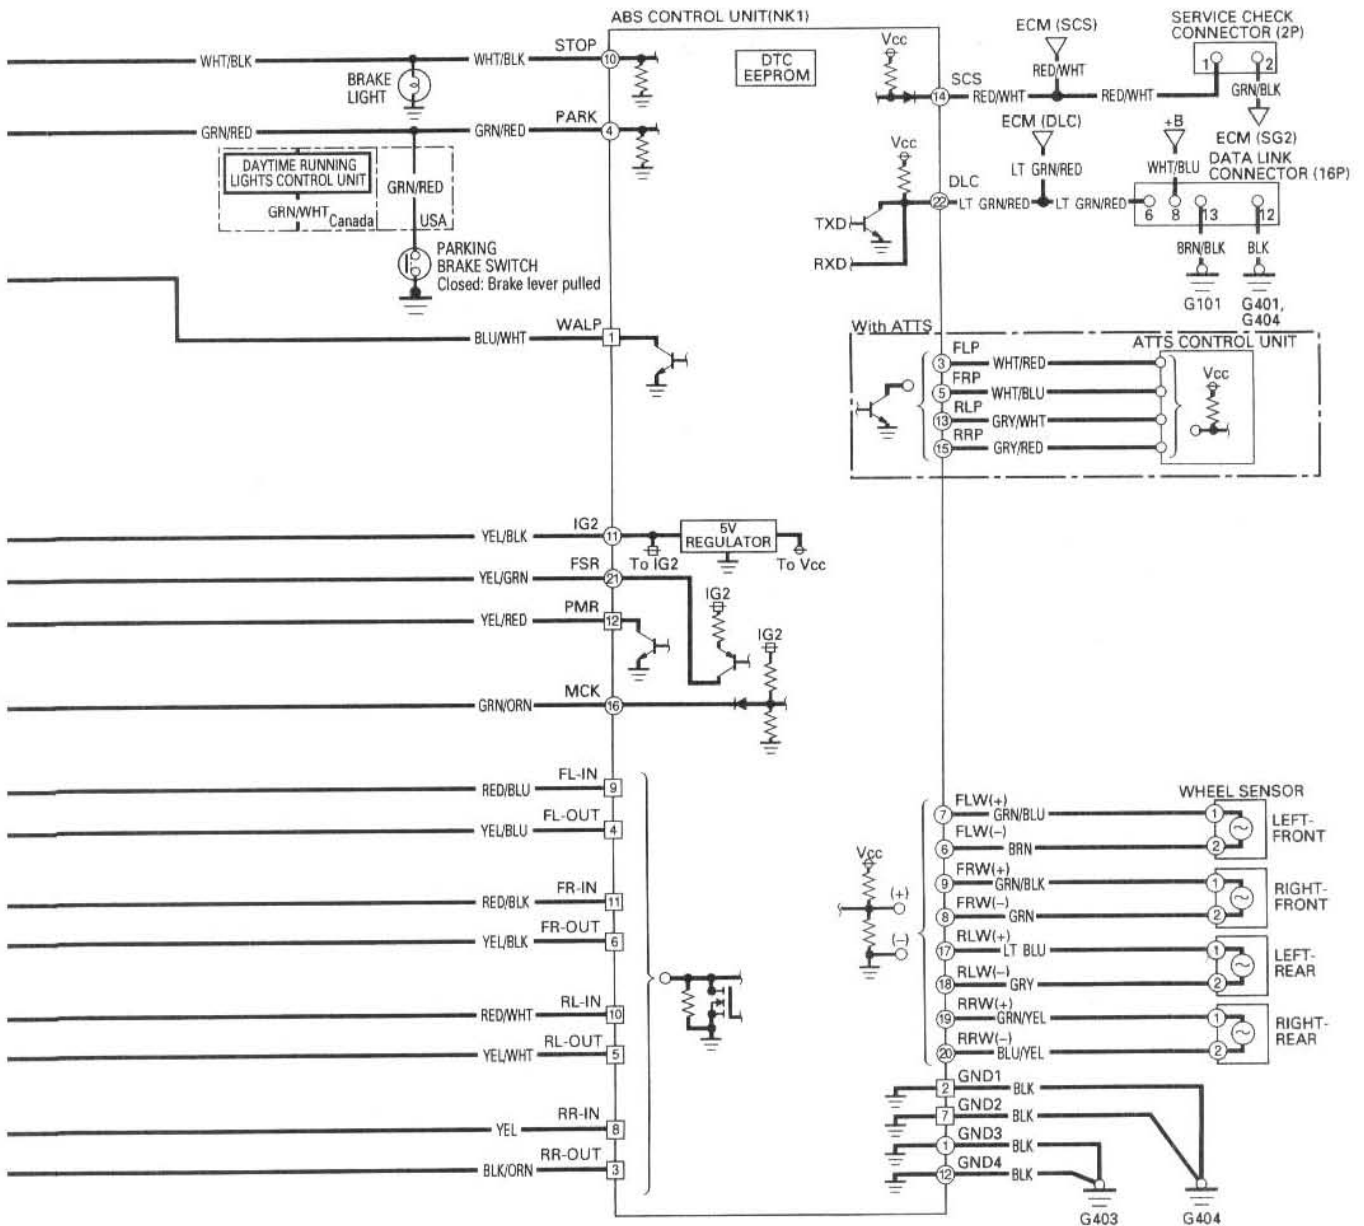 ABS CONTROL UNIT(NK1)
STOP
10
WHT/BLK
WHT/BLK
BRAKE
LIGHT
DTC
EEPROM
Vcc
SCS
14
RED/WHT
RED/WHT
ECM (SCS)
RED/WHT
SERVICE CHECK
CONNECTOR (2P)
1
2
GRN/BLK
ECM (SG2)
PARK
4
GRN/RED
GRN/RED
DAYTIME RUNNING
LIGHTS CONTROL UNIT
GRN/WHT
Canada
GRN/RED
USA
PARKING
BRAKE SWITCH
Closed: Brake lever pulled
Vcc
DLC
22
TXD
RXD
LT GRN/RED
LT GRN/RED
ECM (DLC)
LT GRN/RED
+B
WHT/BLU
DATA LINK
CONNECTOR (16P)
6
8
13
12
BRN/BLK
BLK
G101
G401,
G404
WALP
1
BLU/WHT
With ATTS
ATTS CONTROL UNIT
Vcc
FLP
3
WHT/RED
FRP
5
WHT/BLU
RLP
13
GRY/WHT
RRP
15
GRY/RED
IG2
11
YEL/BLK
To IG2
5V
REGULATOR
To Vcc
FSR
21
YEL/GRN
IG2
PMR
12
YEL/RED
IG2
MCK
16
GRN/ORN
FL-IN
9
RED/BLU
FL-OUT
4
YEL/BLU
FR-IN
11
RED/BLK
FR-OUT
6
YEL/BLK
RL-IN
10
RED/WHT
RL-OUT
5
YEL/WHT
RR-IN
8
YEL
RR-OUT
3
BLK/ORN
Vcc
(+)
(-)
WHEEL SENSOR
FLW(+)
7
GRN/BLU
1
FLW(-)
6
BRN
2
LEFT-
FRONT
FRW(+)
9
GRN/BLK
1
FRW(-)
8
GRN
2
RIGHT-
FRONT
RLW(+)
17
LT BLU
1
RLW(-)
18
GRY
2
LEFT-
REAR
RRW(+)
19
GRN/YEL
1
RRW(-)
20
BLU/YEL
2
RIGHT-
REAR
GND1
2
BLK
GND2
7
BLK
GND3
1
BLK
GND4
12
BLK
G403
G404